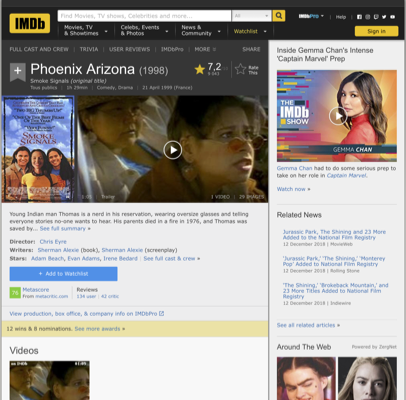 IMDb
Find Movies, TV shows, Celebrities and more...
All
IMDbPro
Help
Movies, TV & Showtimes
Celebs, Events & Photos
News & Community
Watchlist
Sign in
FULL CAST AND CREW | TRIVIA | USER REVIEWS | IMDbPro | MORE
SHARE
Phoenix Arizona (1998)
Smoke Signals (original title)
Tous publics | 1h 29min | Comedy, Drama | 21 April 1999 (France)
7,2
Rate This
SMOKE SIGNALS
Trailer
1 VIDEO | 29 IMAGES
Young Indian man Thomas is a nerd in his reservation, wearing oversize glasses and telling
everyone stories no-one wants to hear. His parents died in a fire in 1976, and Thomas was
saved by... See full summary »
Director: Chris Eyre
Writers: Sherman Alexie (book), Sherman Alexie (screenplay)
Stars: Adam Beach, Evan Adams, Irene Bedard | See full cast & crew »
+ Add to Watchlist
Metascore
From metacritic.com
Reviews
134 user | 42 critic
View production, box office, & company info on IMDbPro
12 wins & 8 nominations. See more awards »
Videos
Inside Gemma Chan's Intense
'Captain Marvel' Prep
THE IMDb SHOW
GEMMA CHAN
Gemma Chan had to do some serious prep
to take on her role in Captain Marvel.
Watch now »
Related News
Jurassic Park, The Shining and 23 More
Added to the National Film Registry
12 December 2018 | MovieWeb
'Jurassic Park,' 'The Shining,' 'Monterey
Pop' Added to National Film Registry
12 December 2018 | Rolling Stone
'The Shining,' 'Brokeback Mountain,' and
23 More Titles Added to National Film
Registry
12 December 2018 | Indiewire
See all related articles »
Around The Web
Powered by ZergNet